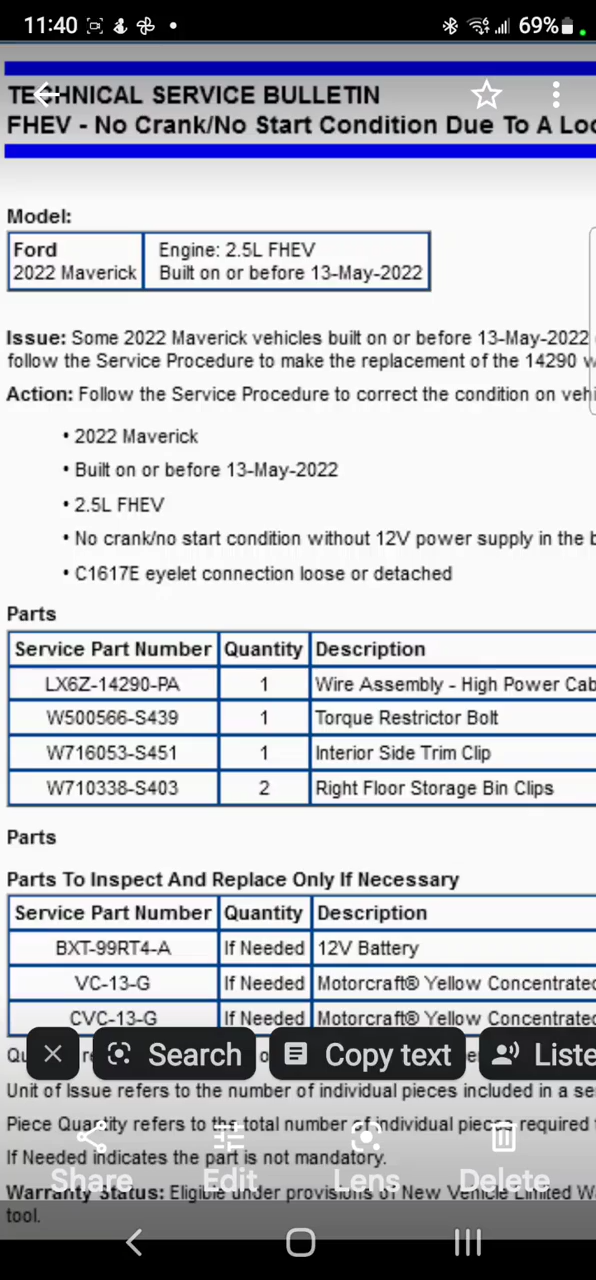 11:40 69%
TECHNICAL SERVICE BULLETIN
FHEV - No Crank/No Start Condition Due To A Loo
Model:
Ford Engine: 2.5L FHEV
2022 Maverick Built on or before 13-May-2022
Issue: Some 2022 Maverick vehicles built on or before 13-May-2022
follow the Service Procedure to make the replacement of the 14290 w
Action: Follow the Service Procedure to correct the condition on vehi
• 2022 Maverick
• Built on or before 13-May-2022
• 2.5L FHEV
• No crank/no start condition without 12V power supply in the b
• C1617E eyelet connection loose or detached
Parts
Service Part Number Quantity Description
LX6Z-14290-PA 1 Wire Assembly - High Power Cab
W500566-S439 1 Torque Restrictor Bolt
W716053-S451 1 Interior Side Trim Clip
W710338-S403 2 Right Floor Storage Bin Clips
Parts
Parts To Inspect And Replace Only If Necessary
Service Part Number Quantity Description
BXT-99RT4-A If Needed 12V Battery
VC-13-G If Needed Motorcraft® Yellow Concentrated
CVC-13-G If Needed Motorcraft® Yellow Concentrated
Search Copy text Liste
Unit of Issue refers to the number of individual pieces included in a se
Piece Quantity refers to the total number of individual pieces required
If Needed indicates the part is not mandatory.
Share Edit Lens Delete
Warranty Status: Eligible under provisions of New Vehicle Limited Wa
tool.